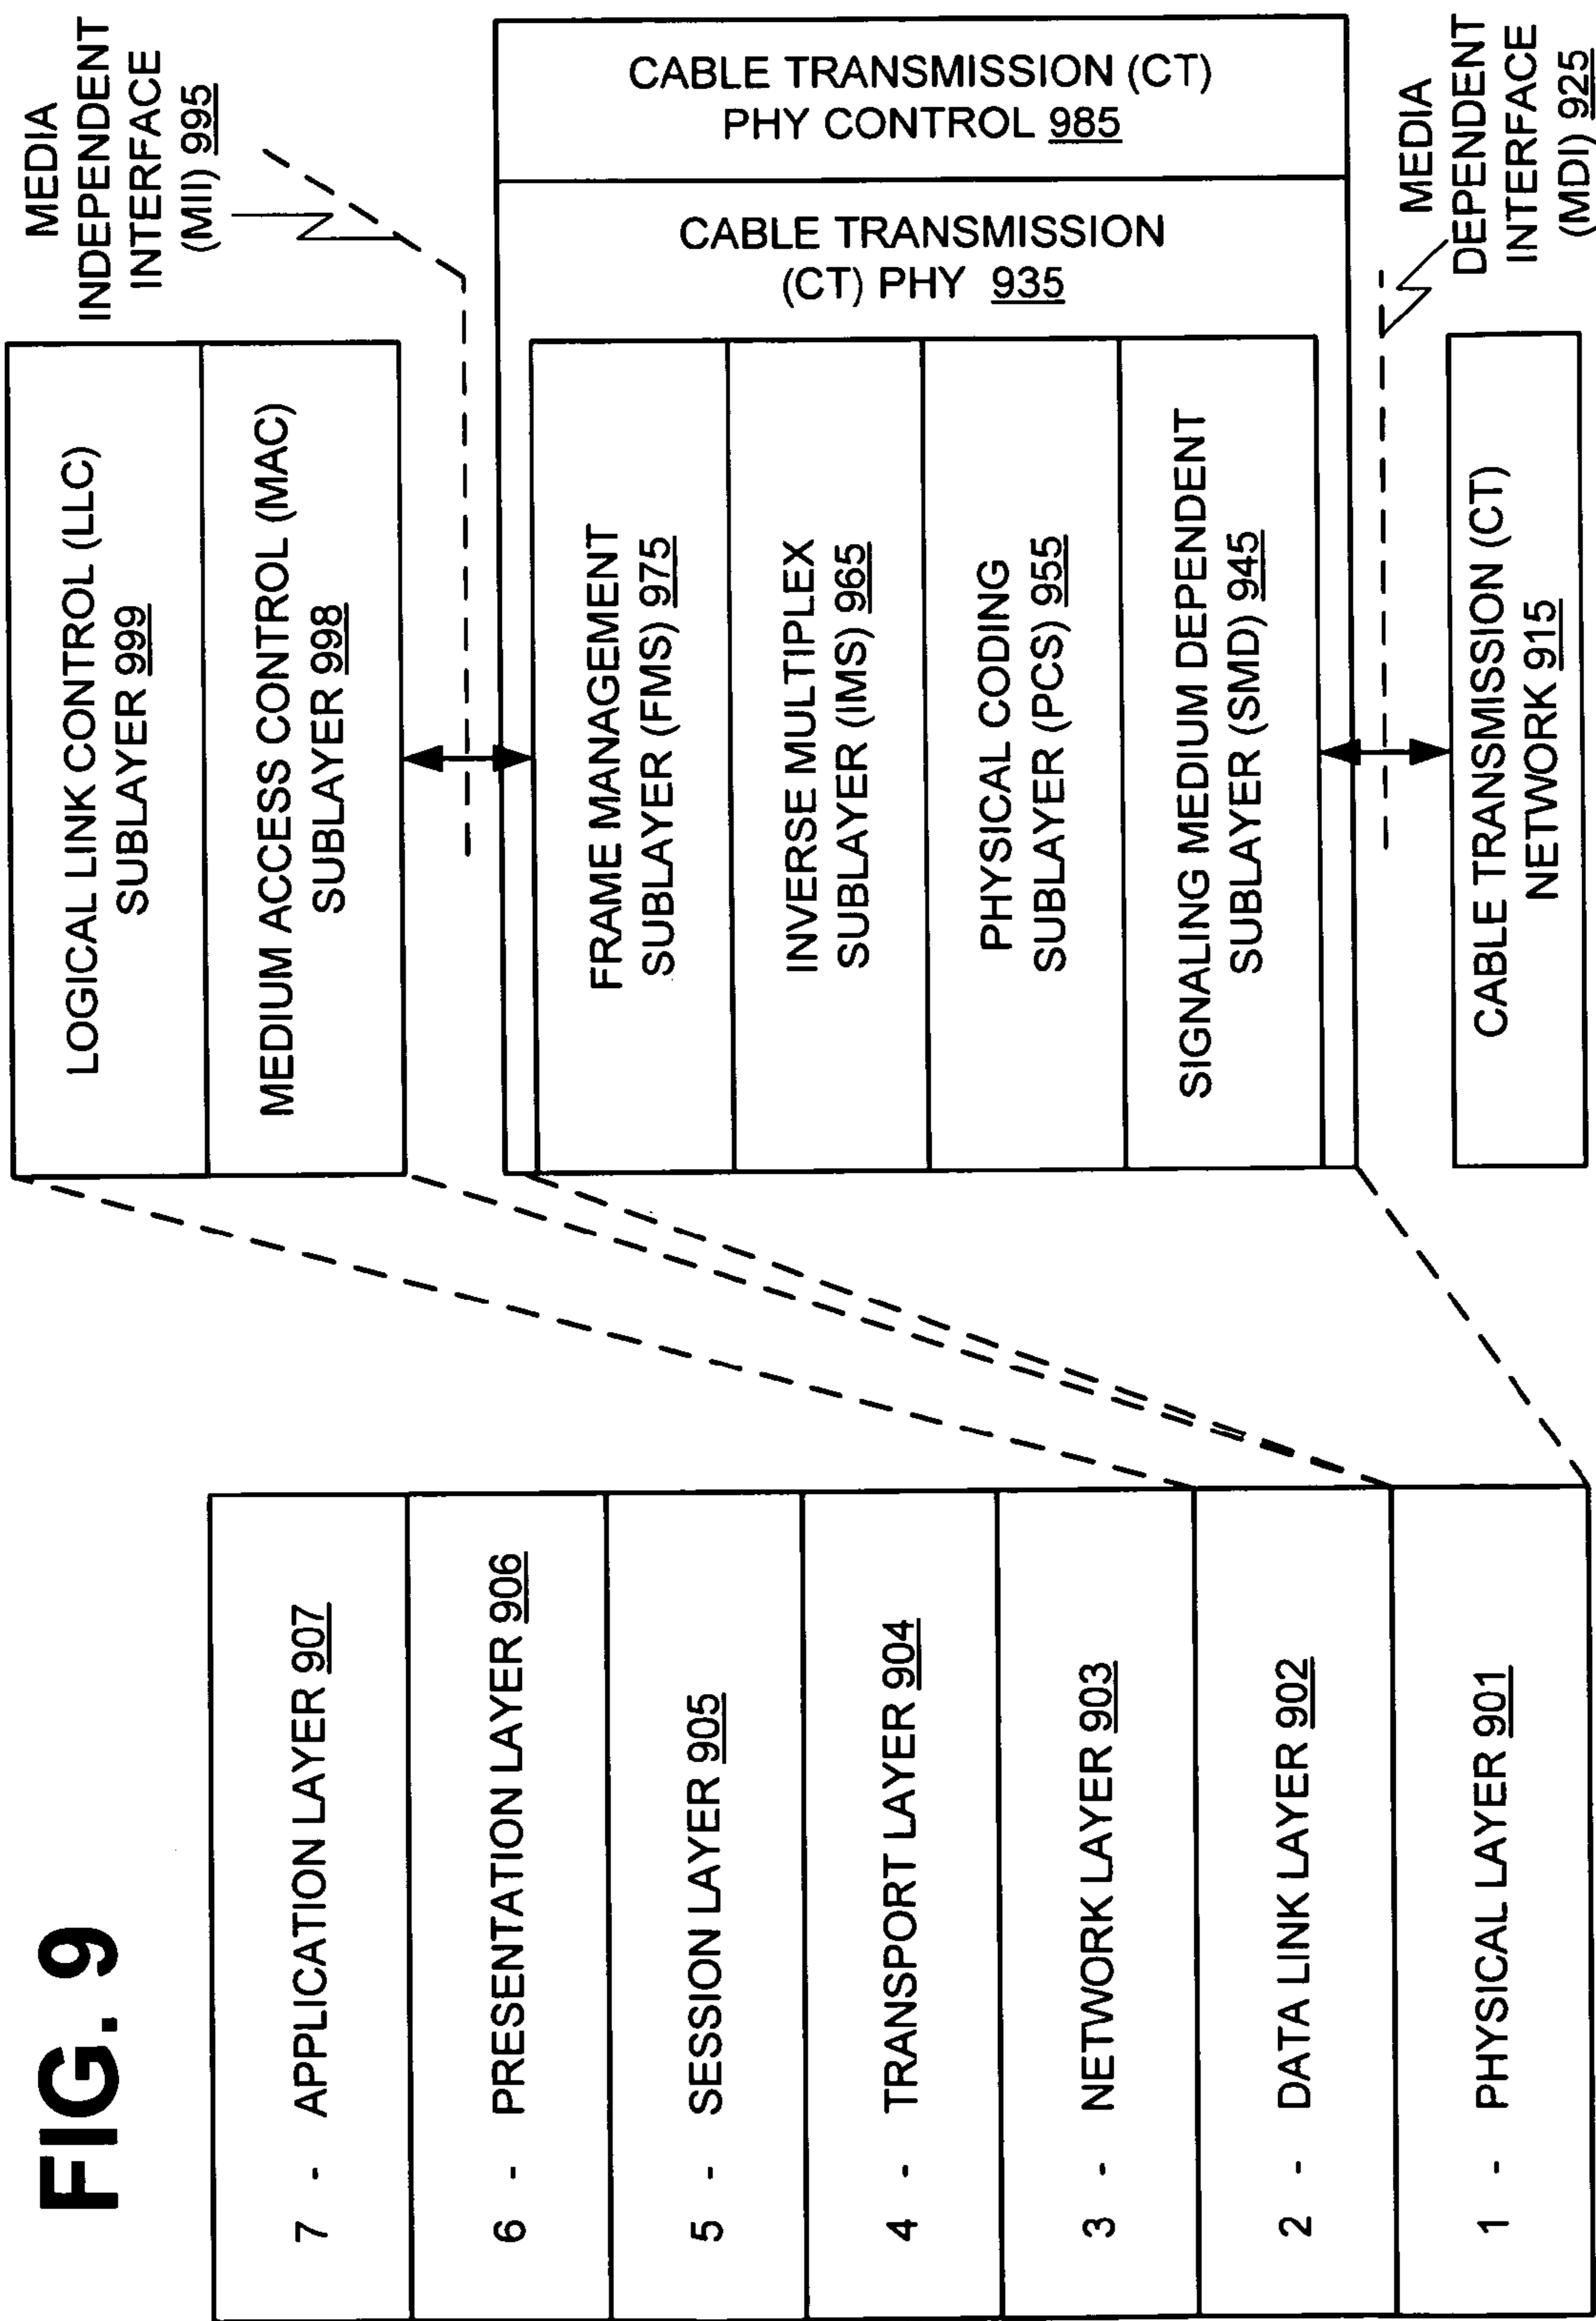 FIG. 9
7 - APPLICATION LAYER 907
6 - PRESENTATION LAYER 906
5 - SESSION LAYER 905
4 - TRANSPORT LAYER 904
3 - NETWORK LAYER 903
2 - DATA LINK LAYER 902
1 - PHYSICAL LAYER 901
LOGICAL LINK CONTROL (LLC)
SUBLAYER 999
MEDIUM ACCESS CONTROL (MAC)
SUBLAYER 998
MEDIA
INDEPENDENT
INTERFACE
(MII) 995
FRAME MANAGEMENT
SUBLAYER (FMS) 975
INVERSE MULTIPLEX
SUBLAYER (IMS) 965
PHYSICAL CODING
SUBLAYER (PCS) 955
SIGNALING MEDIUM DEPENDENT
SUBLAYER (SMD) 945
CABLE TRANSMISSION
(CT) PHY 935
CABLE TRANSMISSION (CT)
PHY CONTROL 985
MEDIA
DEPENDENT
INTERFACE
(MDI) 925
CABLE TRANSMISSION (CT)
NETWORK 915